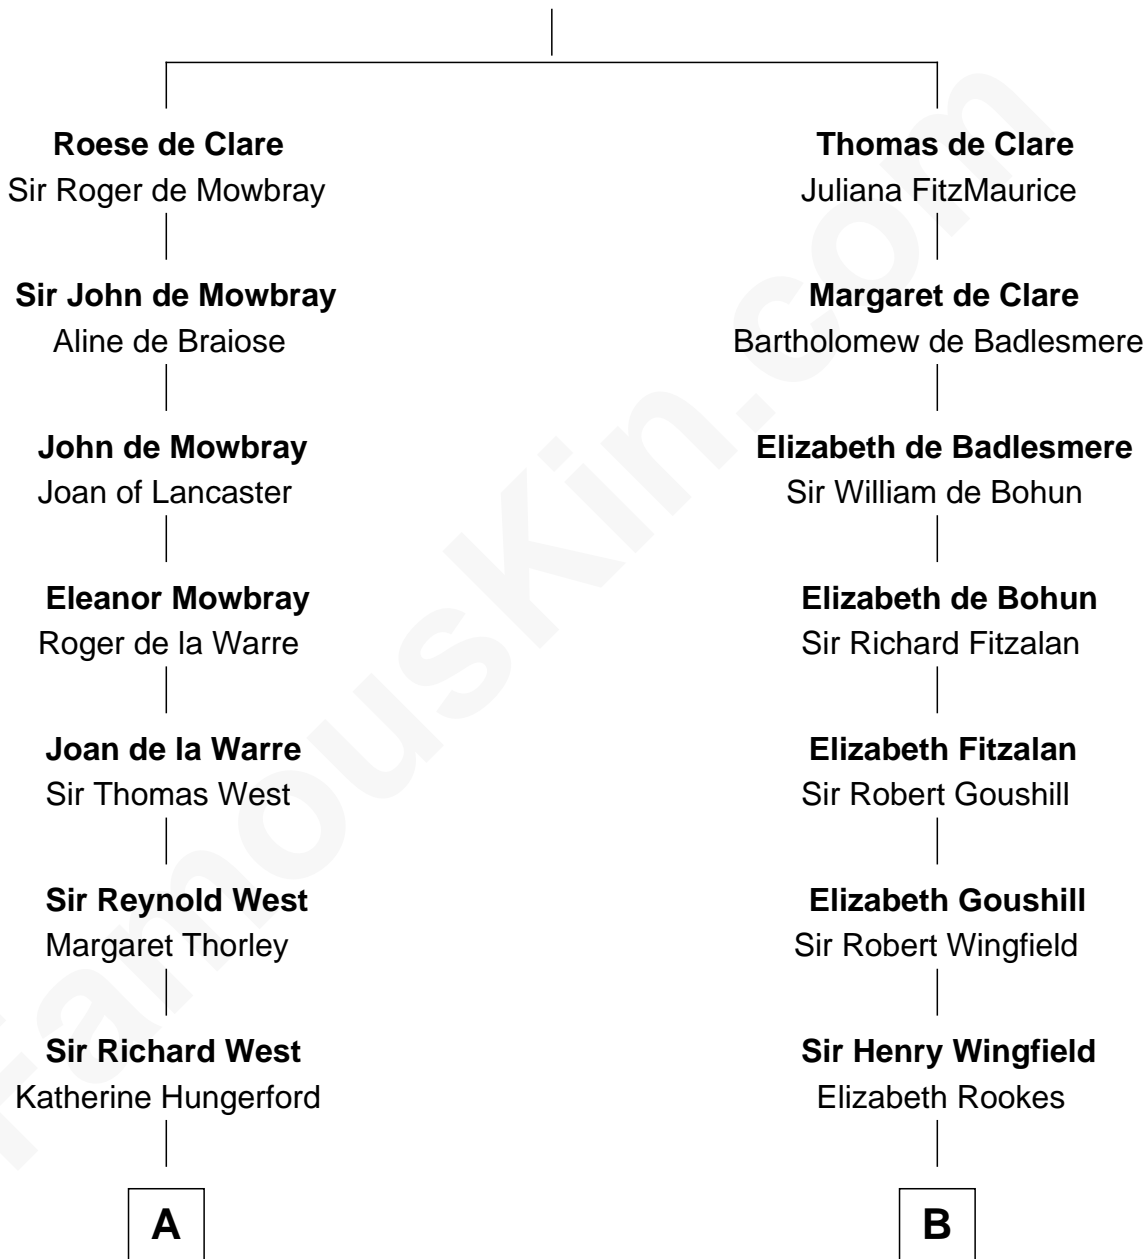 Roese de Clare
Sir Roger de Mowbray
Sir John de Mowbray
Aline de Braiose
John de Mowbray
Joan of Lancaster
Eleanor Mowbray
Roger de la Warre
Joan de la Warre
Sir Thomas West
Sir Reynold West
Margaret Thorley
Sir Richard West
Katherine Hungerford
A
Thomas de Clare
Juliana FitzMaurice
Margaret de Clare
Bartholomew de Badlesmere
Elizabeth de Badlesmere
Sir William de Bohun
Elizabeth de Bohun
Sir Richard Fitzalan
Elizabeth Fitzalan
Sir Robert Goushill
Elizabeth Goushill
Sir Robert Wingfield
Sir Henry Wingfield
Elizabeth Rookes
B
FamousKin.com